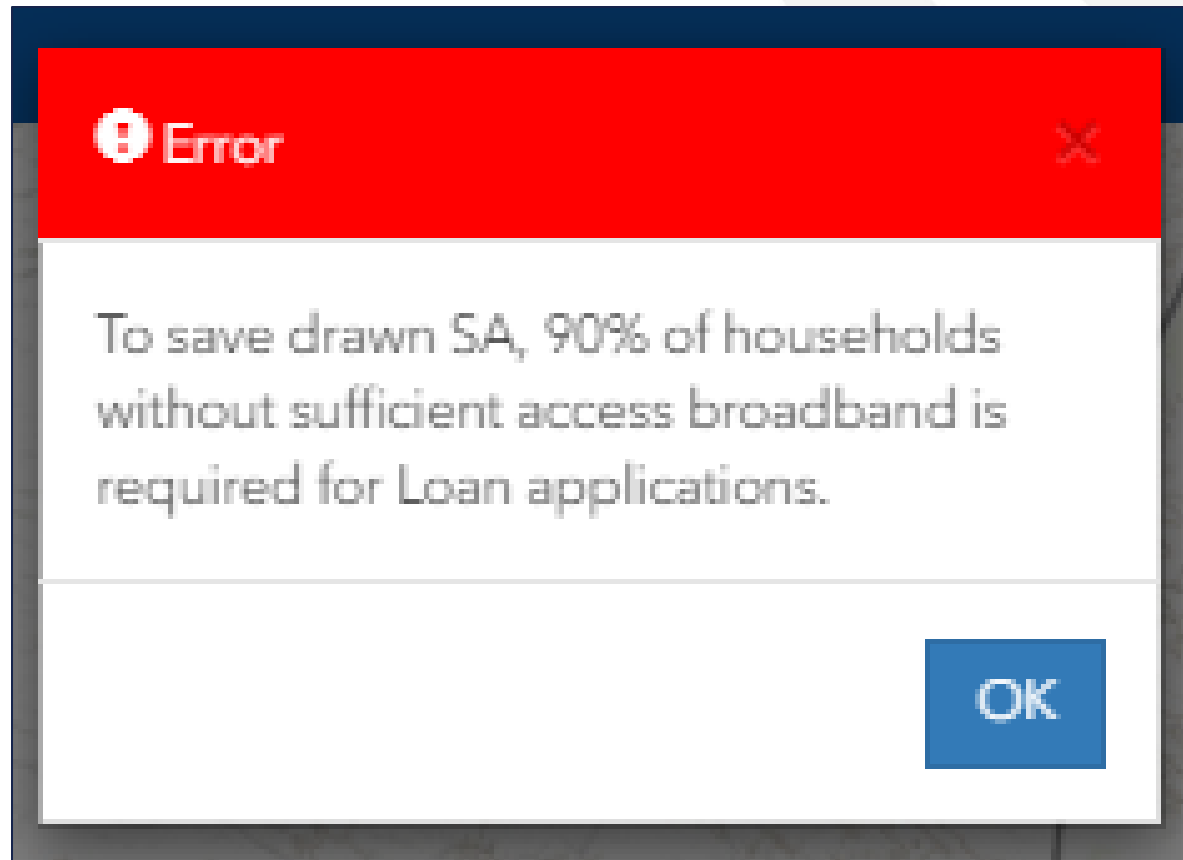 Error
To save drawn SA, 90% of households
without sufficient access broadband is
required for Loan applications.
OK